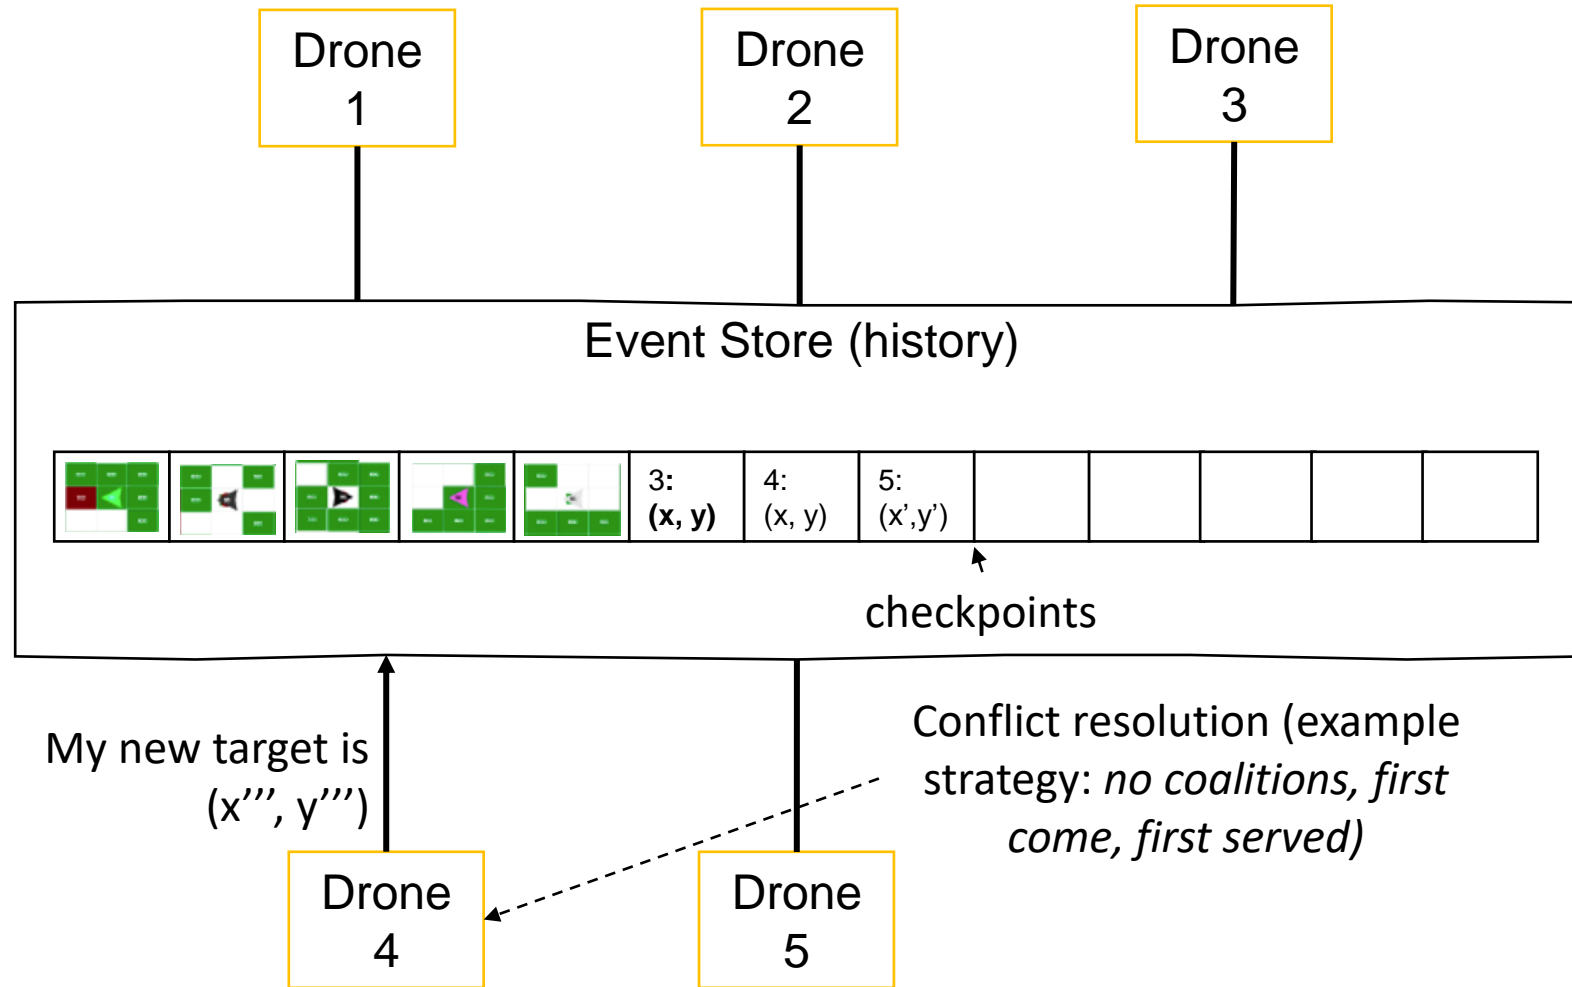 Drone
1
Drone
2
Drone
3
Event Store (history)
3:
(x, y)
4:
(x, y)
5:
(x’,y’)
checkpoints
My new target is
(x’’’, y’’’)
Conflict resolution (example
strategy: no coalitions, first
come, first served)
Drone
4
Drone
5